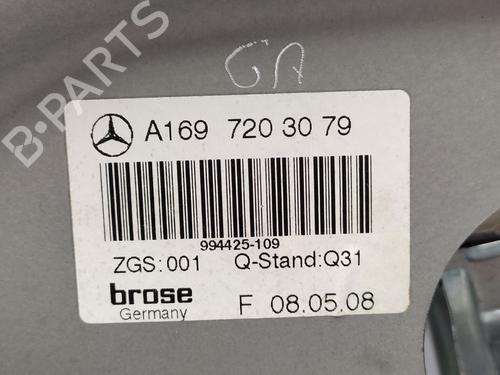 B-PARTS
GA
A169 720 30 79
994425-109
ZGS:001 Q-Stand:Q31
brose
Germany
F 08.05.08